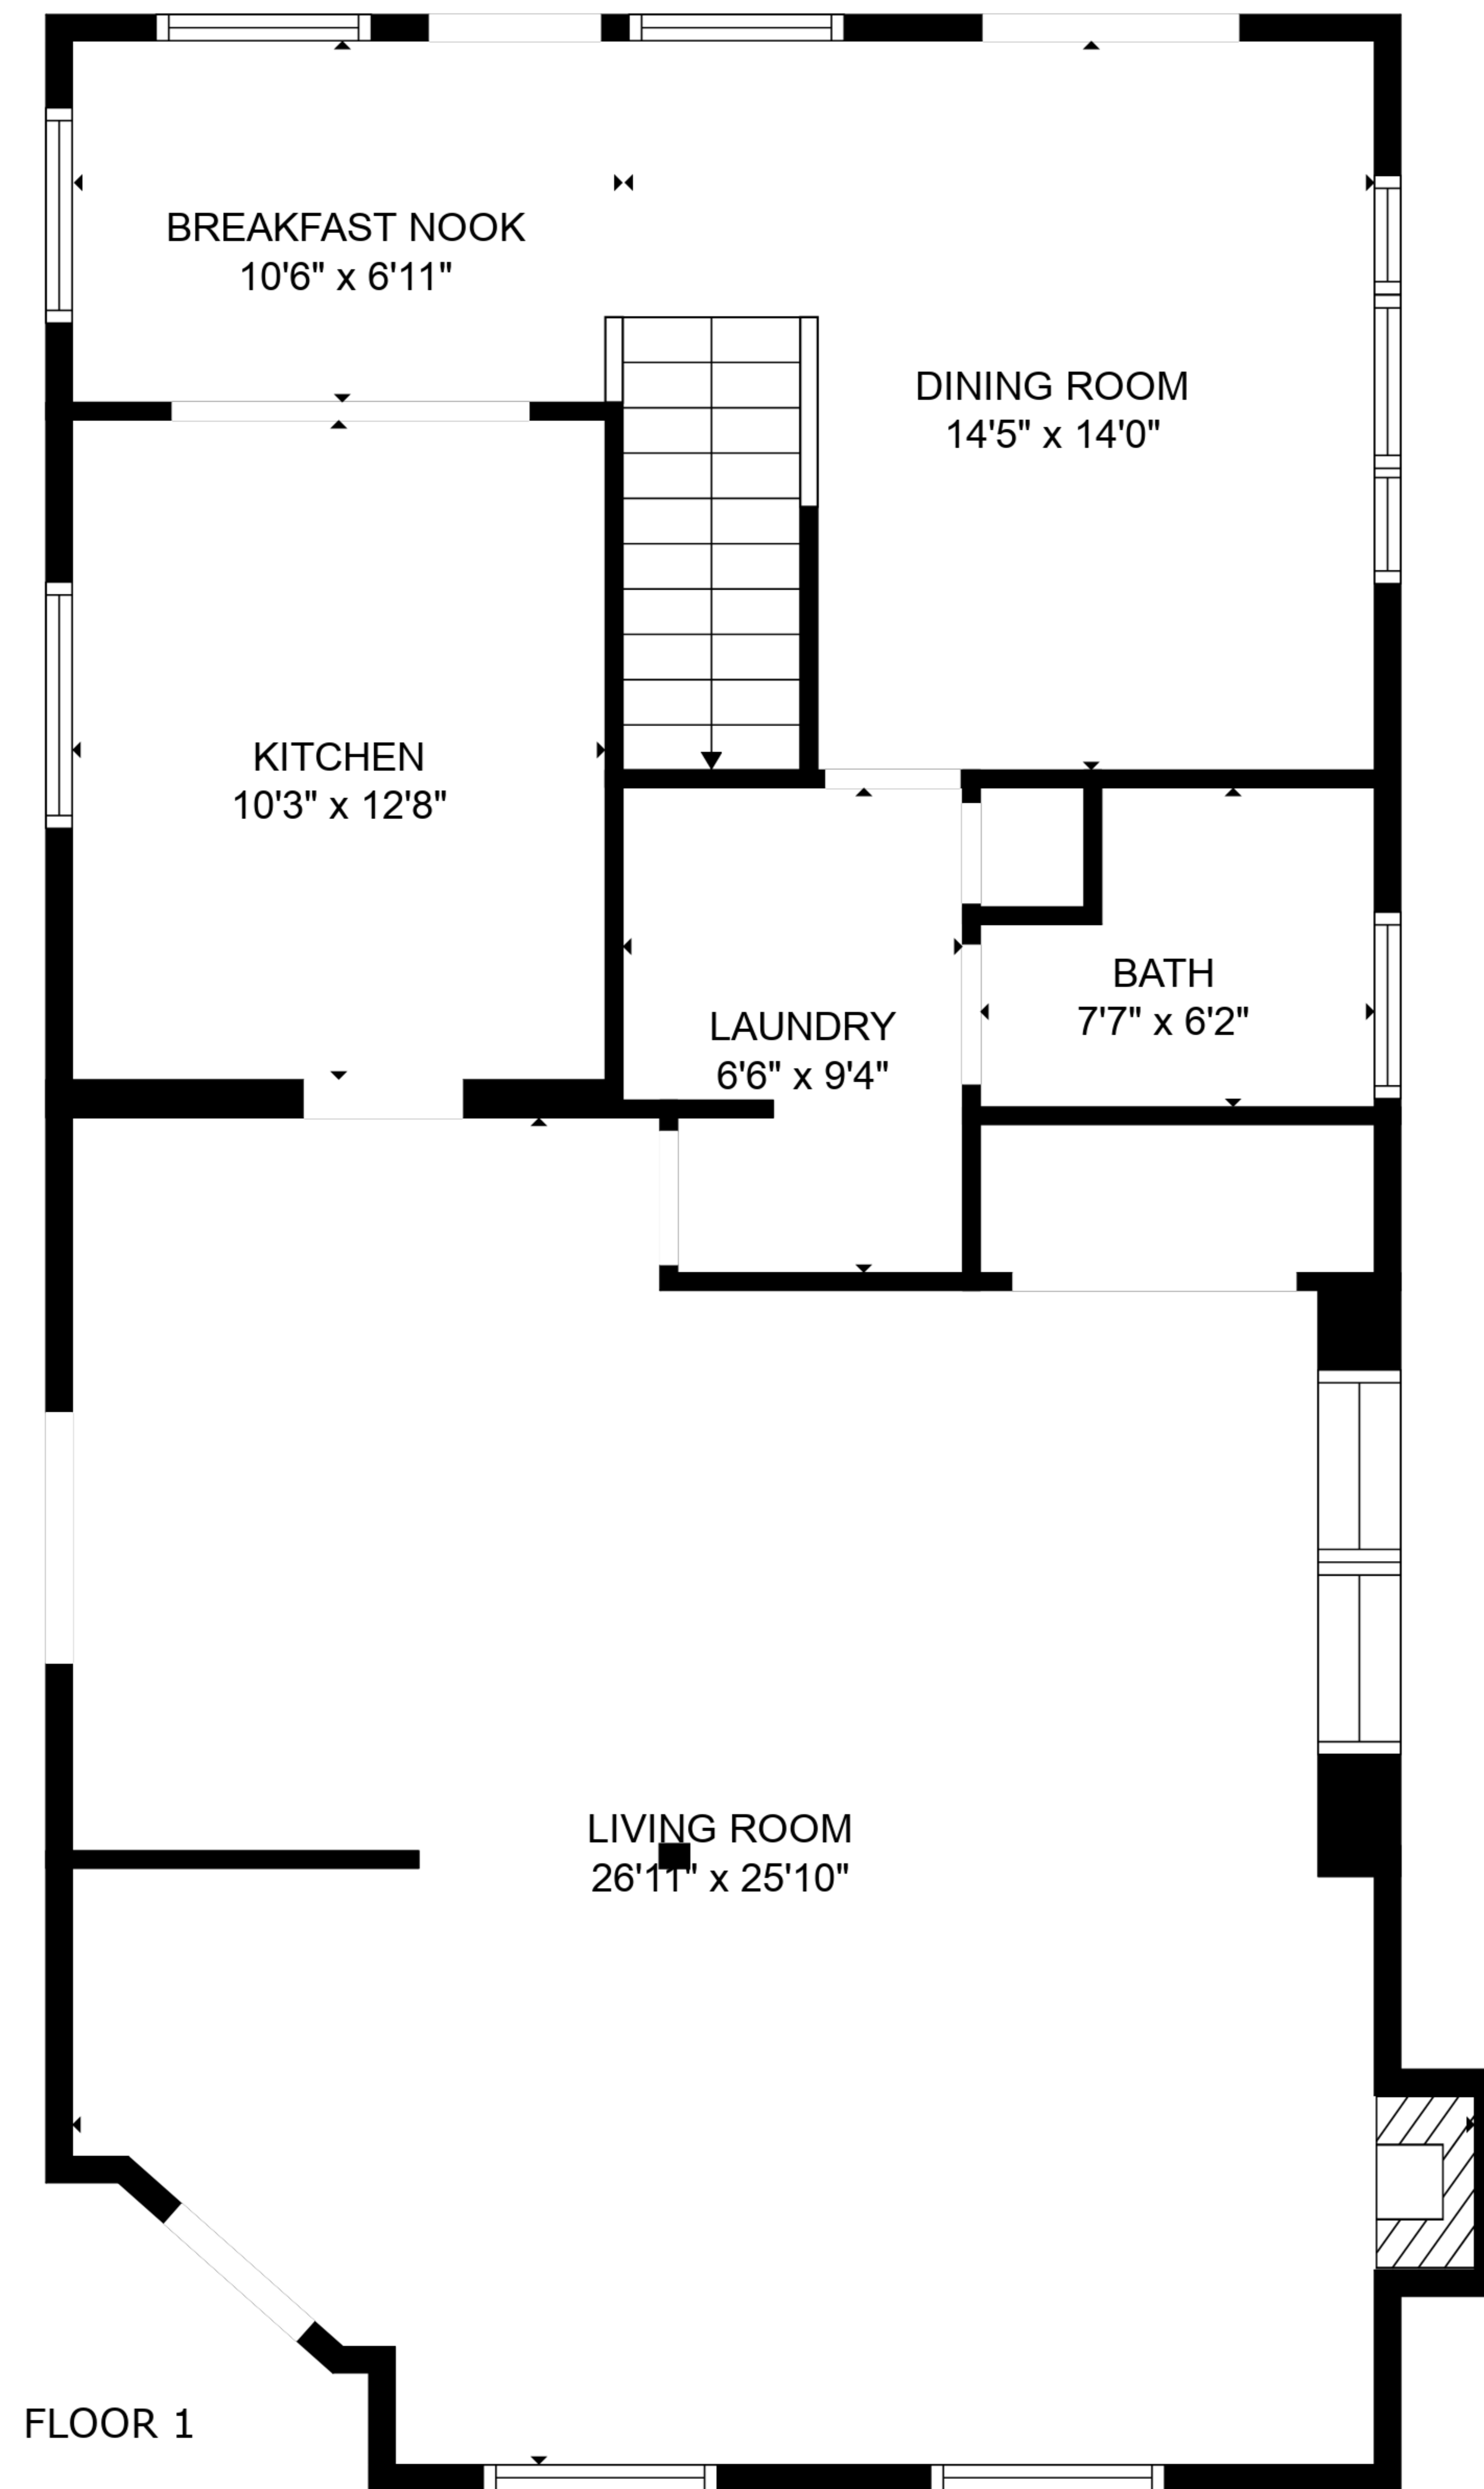 BREAKFAST NOOK
10'6" x 6'11"
DINING ROOM
14'5" x 14'0"
KITCHEN
10'3" x 12'8"
BATH
7'7" x 6'2"
LAUNDRY
6'6" x 9'4"
LIVING ROOM
26'11" x 25'10"
FLOOR 1